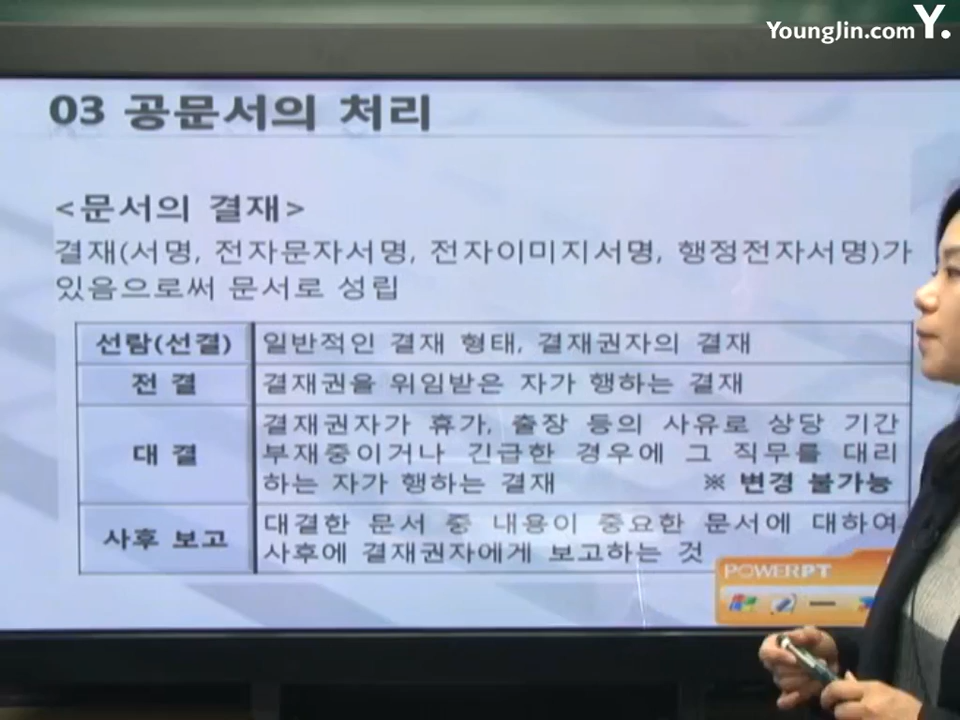 YoungJin.com Y.
03 공문서의 처리
<문서의 결재>
결재(서명, 전자문자서명, 전자이미지서명, 행정전자서명)가
있음으로써 문서로 성립
선람(선결) 일반적인 결재 형태, 결재권자의 결재
전 결 결재권을 위임받은 자가 행하는 결재
대 결 결재권자가 휴가, 출장 등의 사유로 상당 기간
부재중이거나 긴급한 경우에 그 직무를 대리
하는 자가 행하는 결재 ※ 변경 불가능
사후 보고 대결한 문서 중 내용이 중요한 문서에 대하여
사후에 결재권자에게 보고하는 것
POWERPT